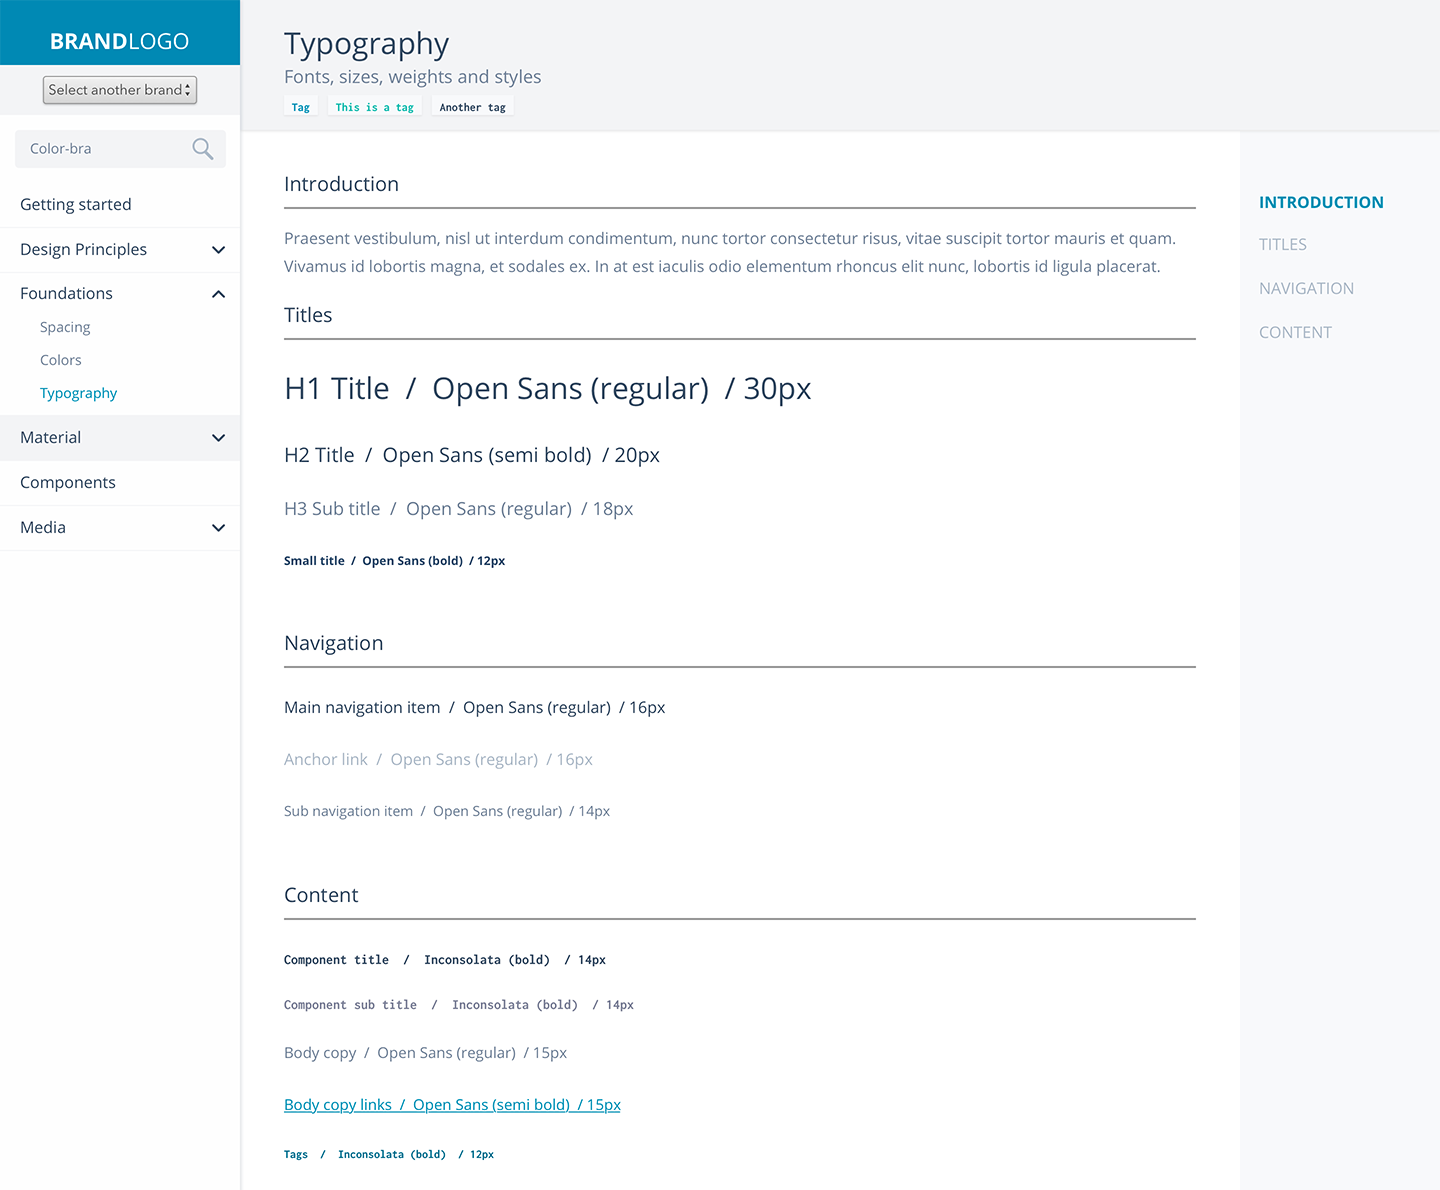 BRANDLOGO
Select another brand
Color-bra
Getting started
Design Principles
Foundations
Spacing
Colors
Typography
Material
Components
Media
Typography
Fonts, sizes, weights and styles
Tag This is a tag Another tag
Introduction
Praesent vestibulum, nisl ut interdum condimentum, nunc tortor consectetur risus, vitae suscipit tortor mauris et quam.
Vivamus id lobortis magna, et sodales ex. In at est iaculis odio elementum rhoncus elit nunc, lobortis id ligula placerat.
Titles
H1 Title / Open Sans (regular) / 30px
H2 Title / Open Sans (semi bold) / 20px
H3 Sub title / Open Sans (regular) / 18px
Small title / Open Sans (bold) / 12px
Navigation
Main navigation item / Open Sans (regular) / 16px
Anchor link / Open Sans (regular) / 16px
Sub navigation item / Open Sans (regular) / 14px
Content
Component title / Inconsolata (bold) / 14px
Component sub title / Inconsolata (bold) / 14px
Body copy / Open Sans (regular) / 15px
Body copy links / Open Sans (semi bold) / 15px
Tags / Inconsolata (bold) / 12px
INTRODUCTION
TITLES
NAVIGATION
CONTENT